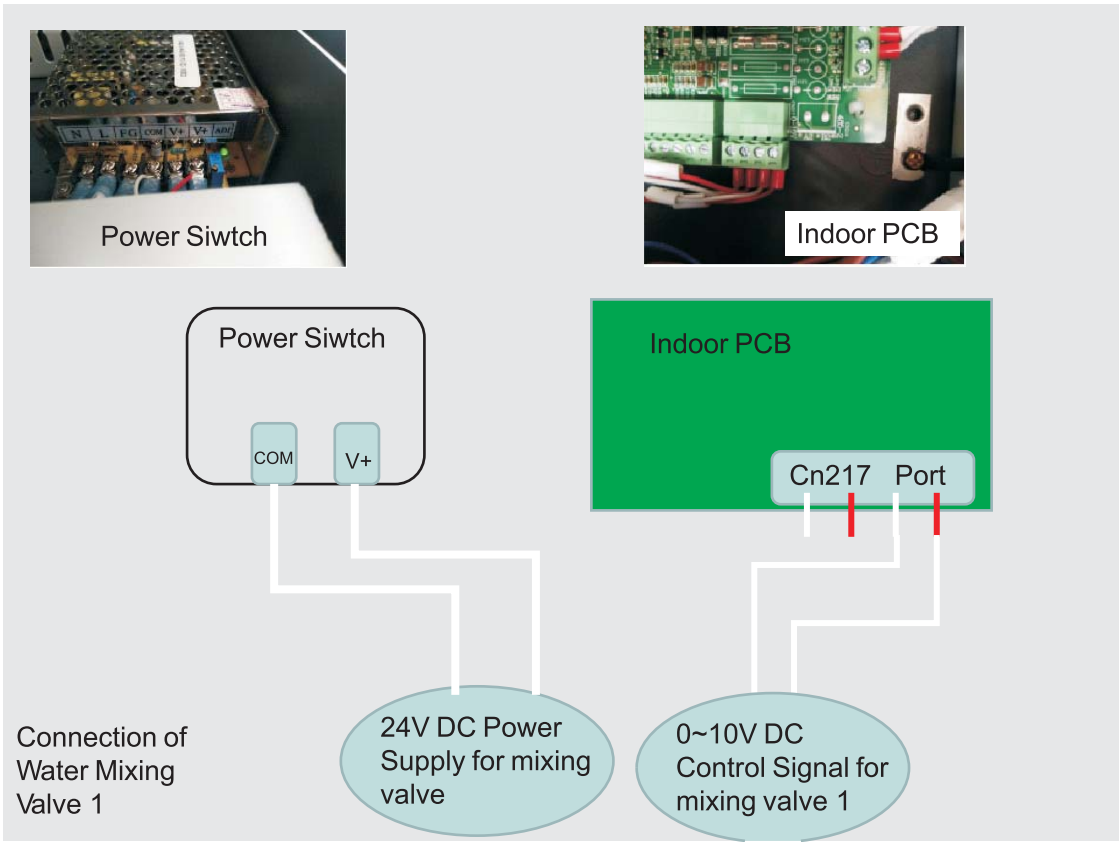 N L FG COM V+ V+ ADJ
Power Siwtch
Indoor PCB
Power Siwtch
COM
V+
Indoor PCB
Cn217 Port
Connection of
Water Mixing
Valve 1
24V DC Power
Supply for mixing
valve
0~10V DC
Control Signal for
mixing valve 1